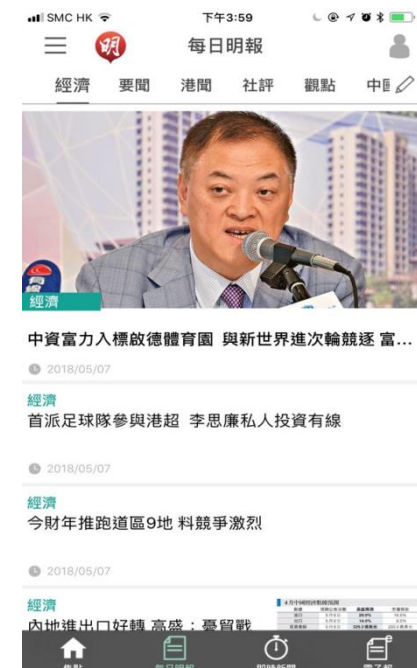 SMC HK 下午3:59
明 每日明報
經濟 要聞 港聞 社評 觀點
經濟
中資富力入標啟德體育園 與新世界進次輪競逐 富...
2018/05/07
經濟
首派足球隊參與港超 李思廉私人投資有線
2018/05/07
經濟
今財年推跑道區9地 料競爭激烈
2018/05/07
經濟
內地進出口好轉 高盛：憂貿戰